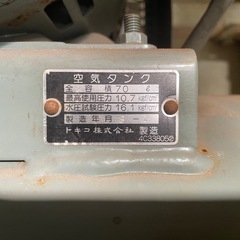 空気タンク
全容積 70 ℓ
最高使用圧力 10.7 kgf/cm²
水圧試験圧力 16.1 kgf/cm²
製造年月
トキコ株式会社 製造
4C338050